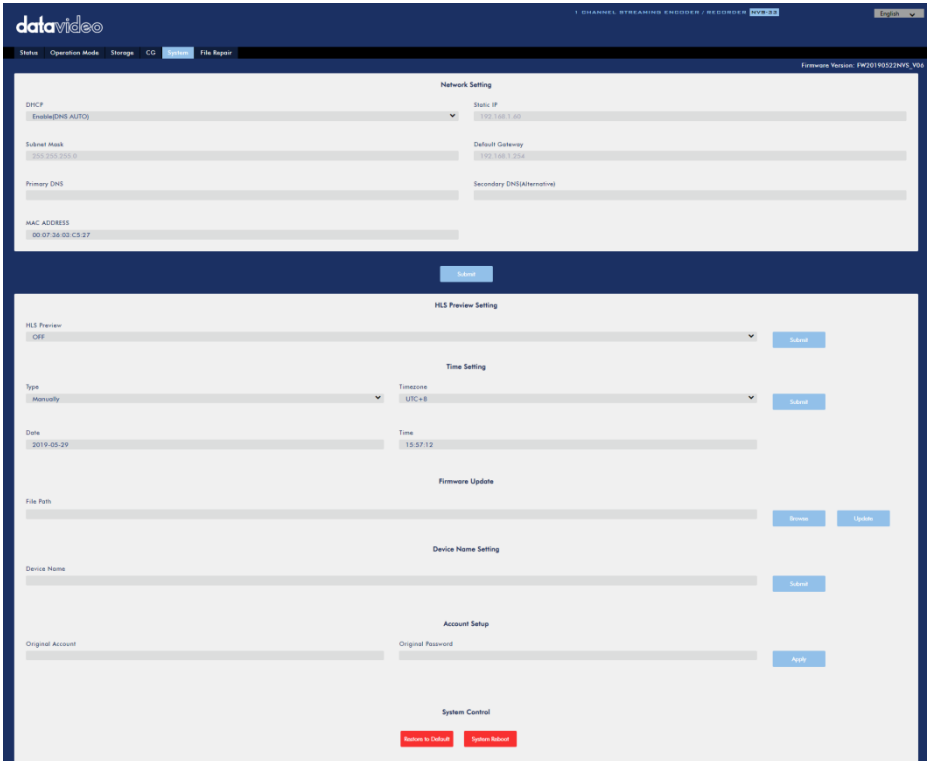 1 CHANNEL STREAMING ENCODER / RECORDER NVS-33
English
datavideo
Status Operation Mode Storage CG System File Repair
Firmware Version: FW20190522NVS_V06
Network Setting
DHCP Static IP
Enable(DNS AUTO) 192.168.1.60
Subnet Mask Default Gateway
255.255.255.0 192.168.1.254
Primary DNS Secondary DNS(Alternative)
MAC ADDRESS
00:07:36:03:C5:27
Submit
HLS Preview Setting
HLS Preview
OFF Submit
Time Setting
Type Timezone
Manually UTC+8 Submit
Date Time
2019-05-29 15:57:12
Firmware Update
File Path
Browse Update
Device Name Setting
Device Name
Submit
Account Setup
Original Account Original Password
Apply
System Control
Restore to Default System Reboot